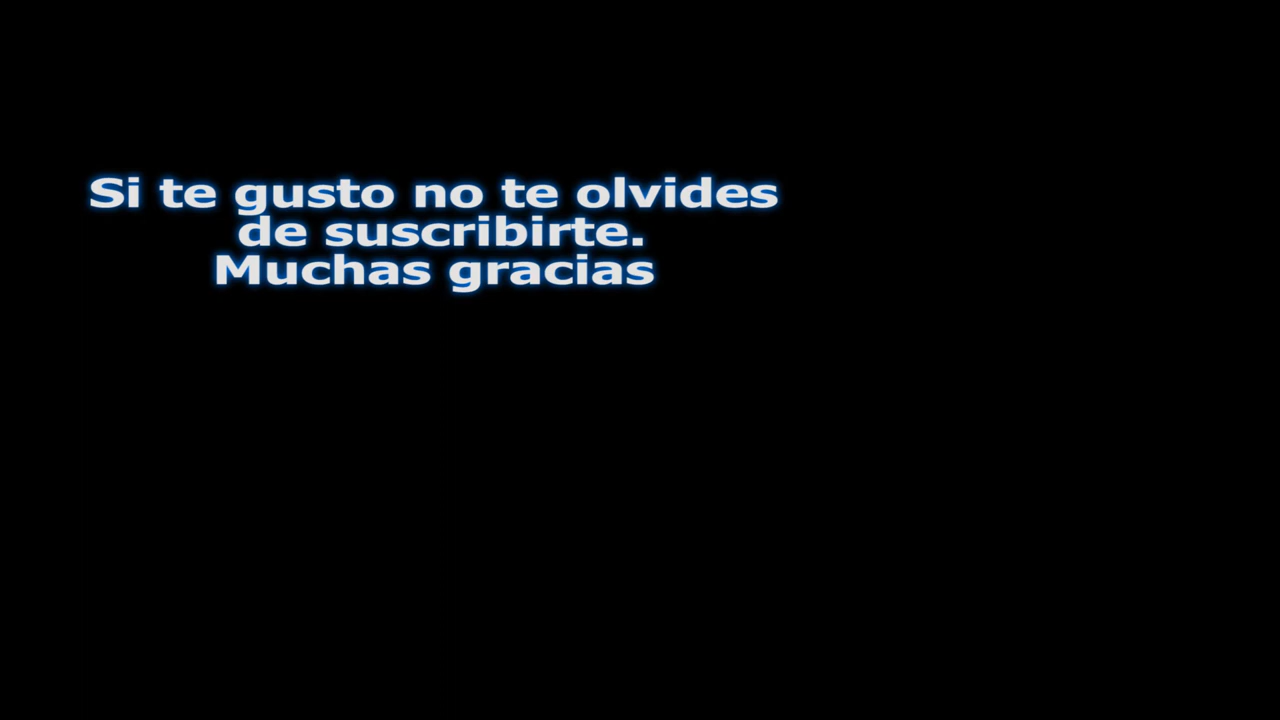 Si te gusto no te olvides
de suscribirte.
Muchas gracias